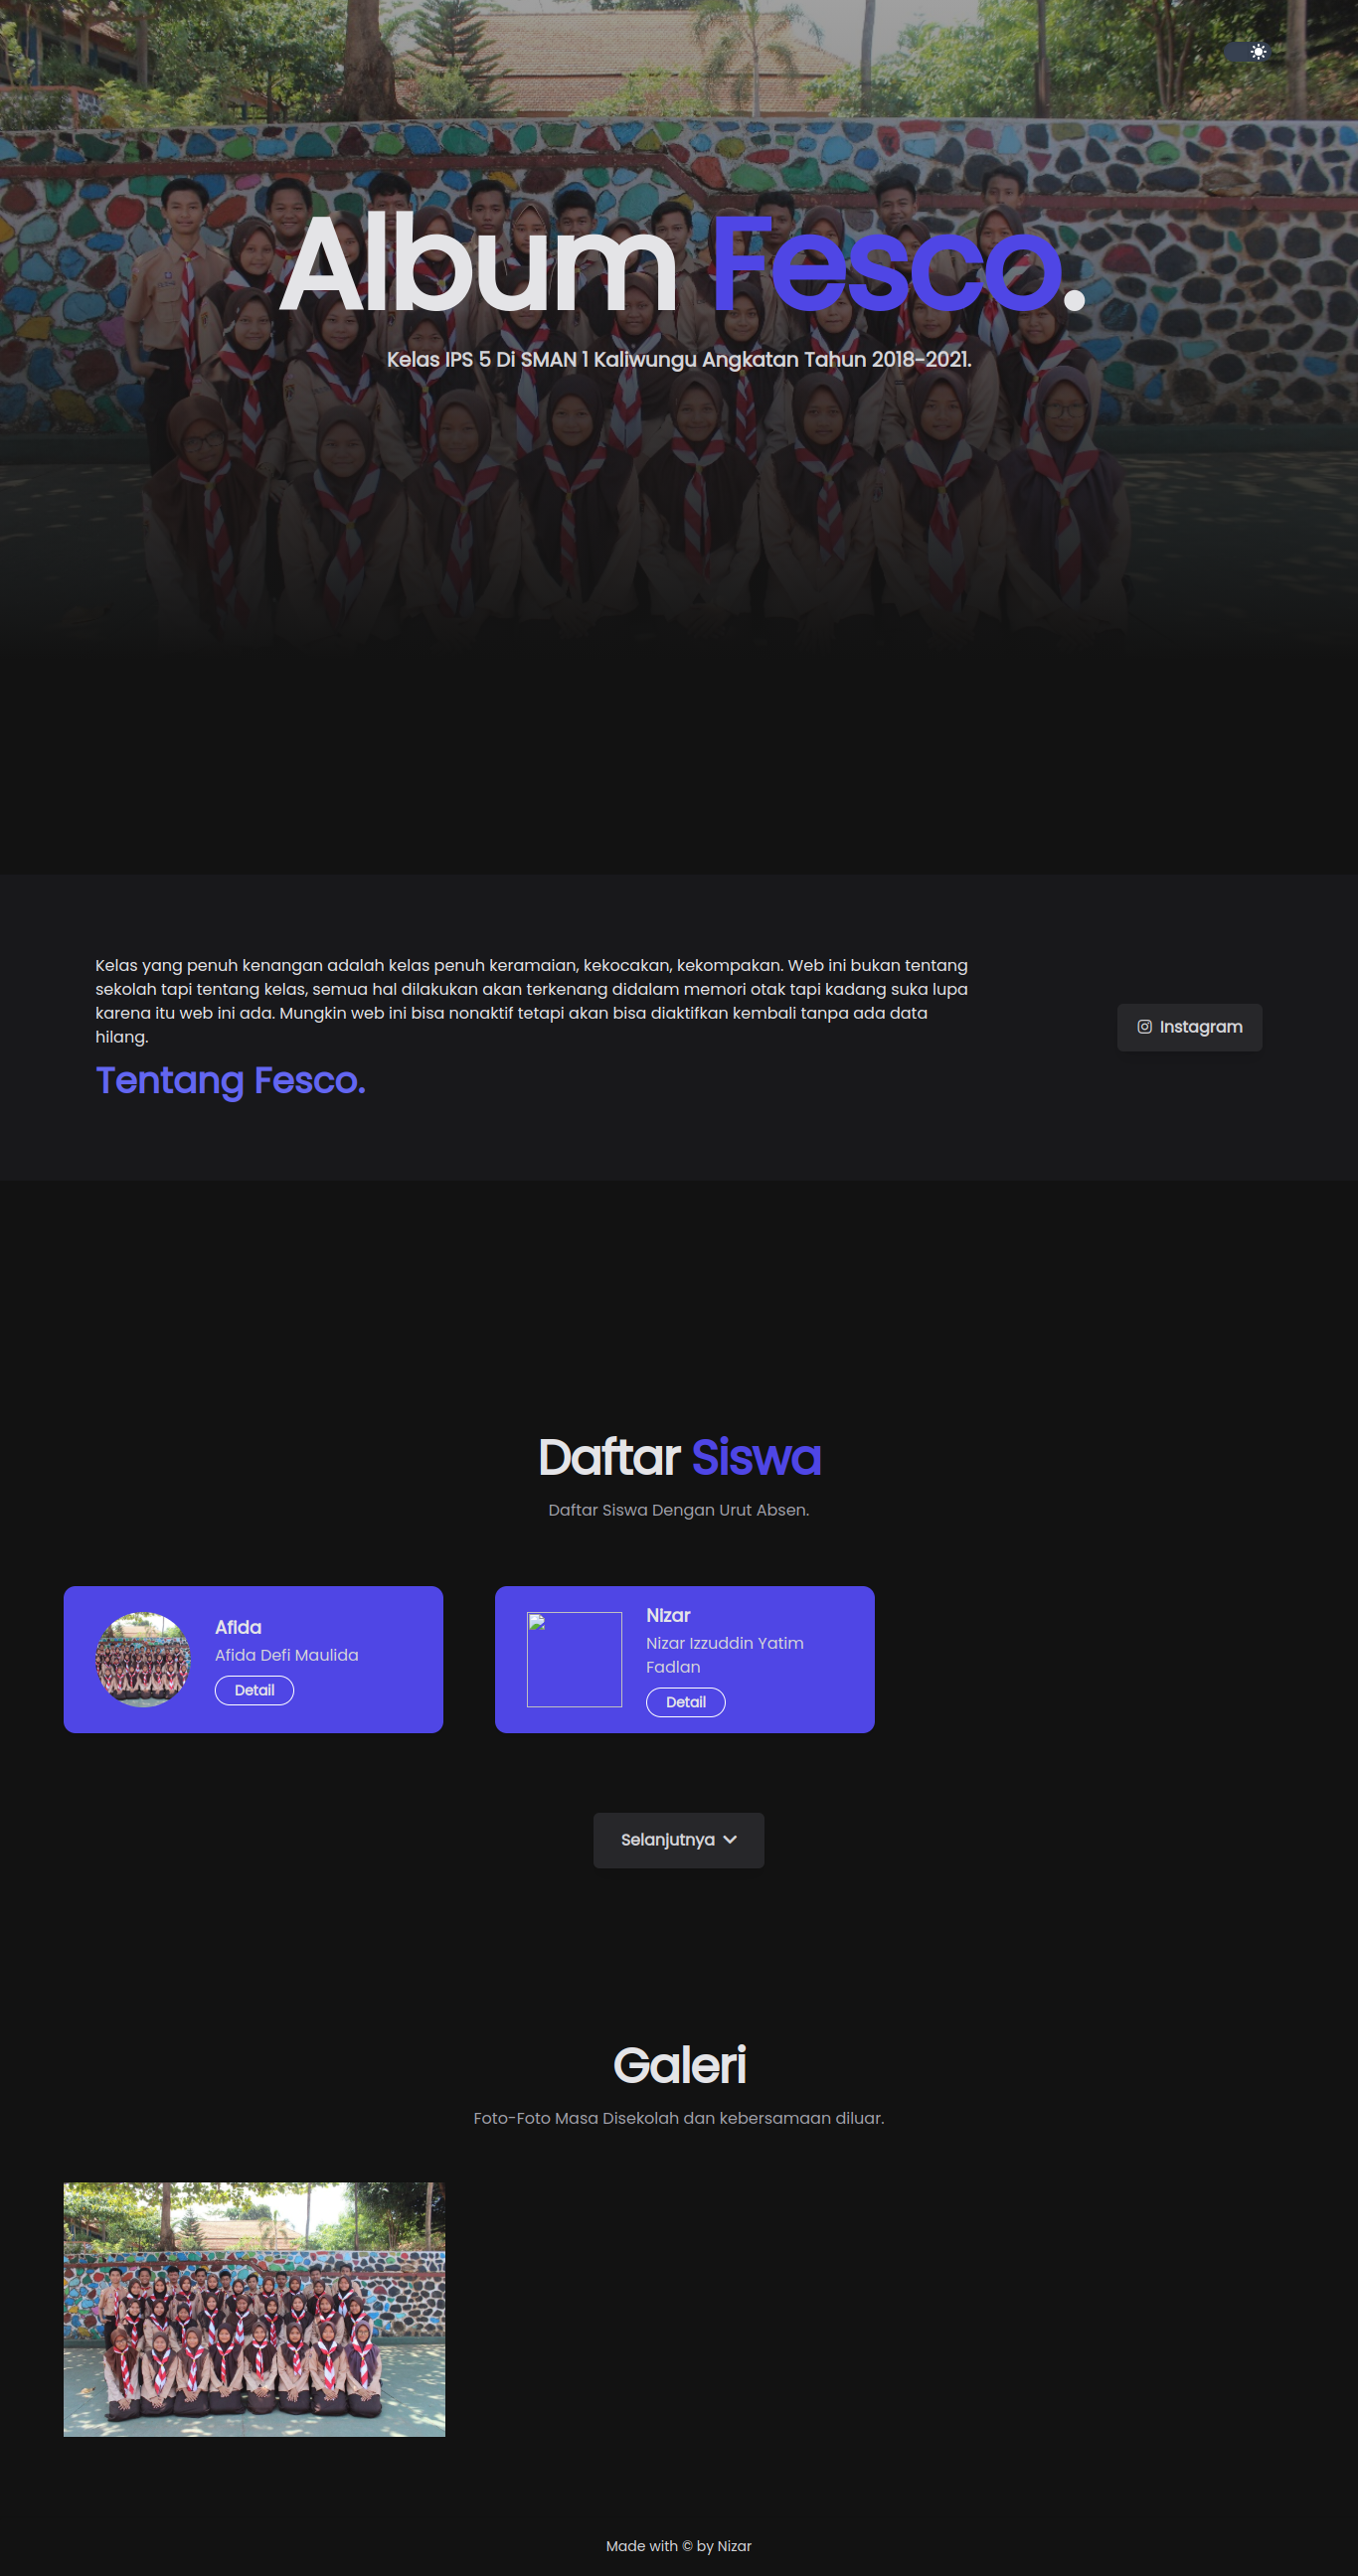 Album Fesco.
Kelas IPS 5 Di SMAN 1 Kaliwungu Angkatan Tahun 2018-2021.
Kelas yang penuh kenangan adalah kelas penuh keramaian, kekocakan, kekompakan. Web ini bukan tentang
sekolah tapi tentang kelas, semua hal dilakukan akan terkenang didalam memori otak tapi kadang suka lupa
karena itu web ini ada. Mungkin web ini bisa nonaktif tetapi akan bisa diaktifkan kembali tanpa ada data
hilang.
Tentang Fesco.
Instagram
Daftar Siswa
Daftar Siswa Dengan Urut Absen.
Afida
Afida Defi Maulida
Detail
Nizar
Nizar Izzuddin Yatim
Fadlan
Detail
Selanjutnya
Galeri
Foto-Foto Masa Disekolah dan kebersamaan diluar.
Made with © by Nizar